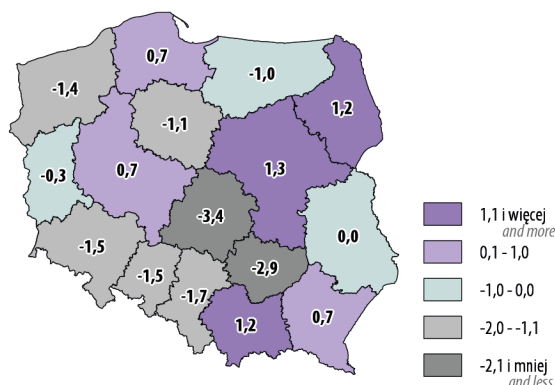 0,7
-1,0
-1,4
1,2
-1,1
1,3
-0,3
0,7
-3,4
0,0
-1,5
-2,9
-1,5
-1,7
1,2
0,7
1,1 i więcej
and more
0,1 - 1,0
-1,0 - 0,0
-2,0 - -1,1
-2,1 i mniej
and less